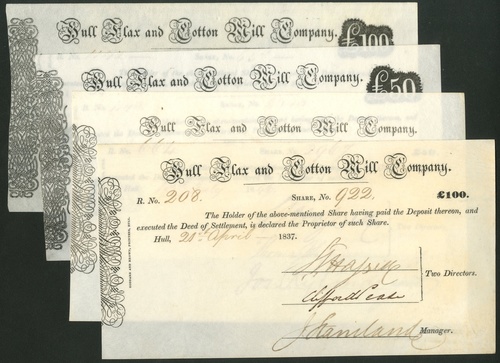 Hull Flax and Cotton Mill Company.
£100
Hull Flax and Cotton Mill Company.
£50
Hull Flax and Cotton Mill Company.
Hull Flax and Cotton Mill Company.
R. No. 208. Share, No. 922. £100.
The Holder of the above-mentioned Share having paid the Deposit thereon, and
executed the Deed of Settlement, is declared the Proprietor of such Share.
Hull, 24th April 1837.
Two Directors.
Manager.